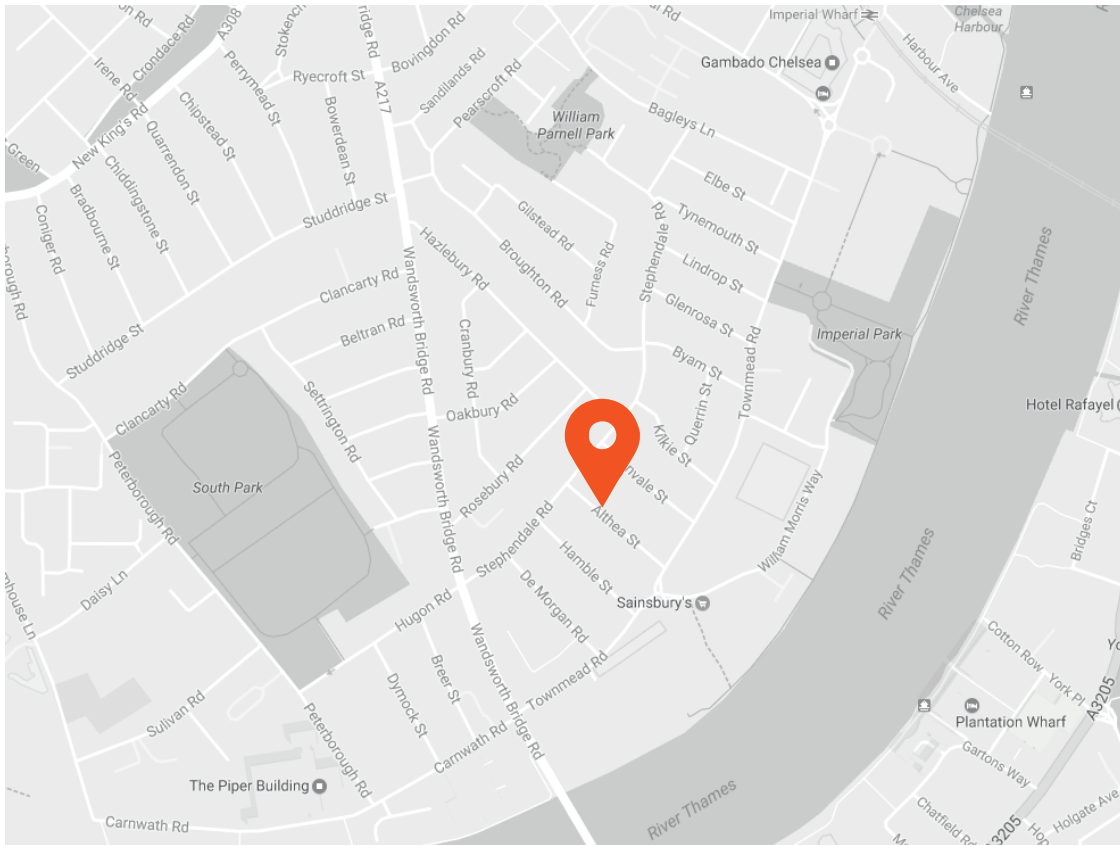 Imperial Wharf
Chelsea
Harbour
Harbour Ave
Gambado Chelsea
Crondace Rd
A308
Irene Rd
New King's Rd
Perrymead St
Ryecroft St
Bovingdon Rd
A217
Sandilands Rd
Pearscroft Rd
William
Parnell Park
Bagleys Ln
Chipstead St
Quarrendon St
Chiddingstone St
Bradbourne St
Coniger Rd
Bowerdean St
Studdridge St
Elbe St
Tynemouth St
Lindrop St
Glenrosa St
Byam St
Gilstead Rd
Broughton Rd
Furness Rd
Stephendale Rd
Hazlebury Rd
Wandsworth Bridge Rd
Clancarty Rd
Beltran Rd
Cranbury Rd
Oakbury Rd
Settrington Rd
Studdridge St
Clancarty Rd
Townmead Rd
Imperial Park
River Thames
Querrin St
Kilkie St
Hotel Rafayel
Wandsworth Bridge Rd
Rosebury Rd
South Park
Peterborough Rd
Althea St
William Morris Way
Stephendale Rd
Hamble St
De Morgan Rd
Sainsbury's
River Thames
Bridges Ct
Daisy Ln
Hugon Rd
Breer St
Dymock St
Wandsworth Bridge Rd
Townmead Rd
Carnwath Rd
Sulivan Rd
Peterborough Rd
The Piper Building
Carnwath Rd
River Thames
Cotton Row
York Pl
A3205
Plantation Wharf
Gartons Way
Chatfield Rd
Holgate Ave
A3205